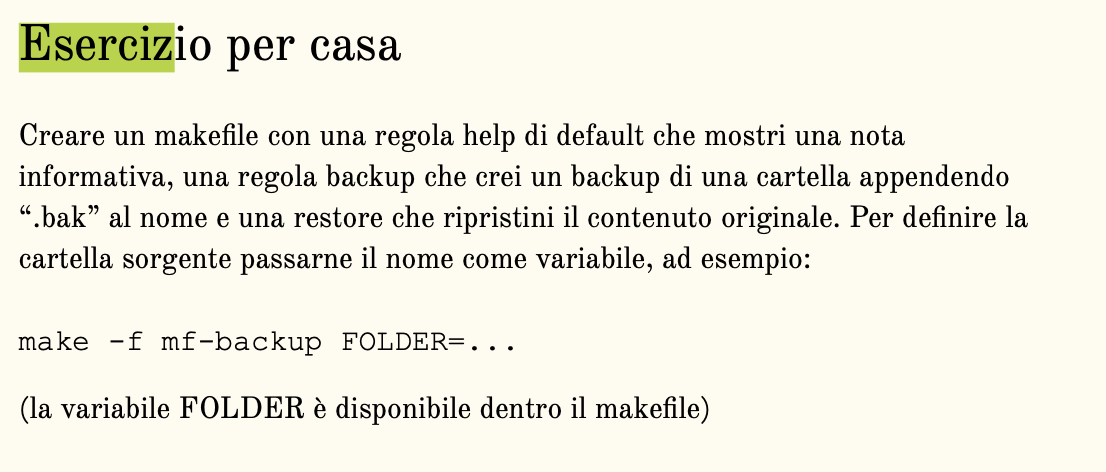 Esercizio per casa
Creare un makefile con una regola help di default che mostri una nota
informativa, una regola backup che crei un backup di una cartella appendendo
“.bak” al nome e una restore che ripristini il contenuto originale. Per definire la
cartella sorgente passarne il nome come variabile, ad esempio:
make -f mf-backup FOLDER=...
(la variabile FOLDER è disponibile dentro il makefile)